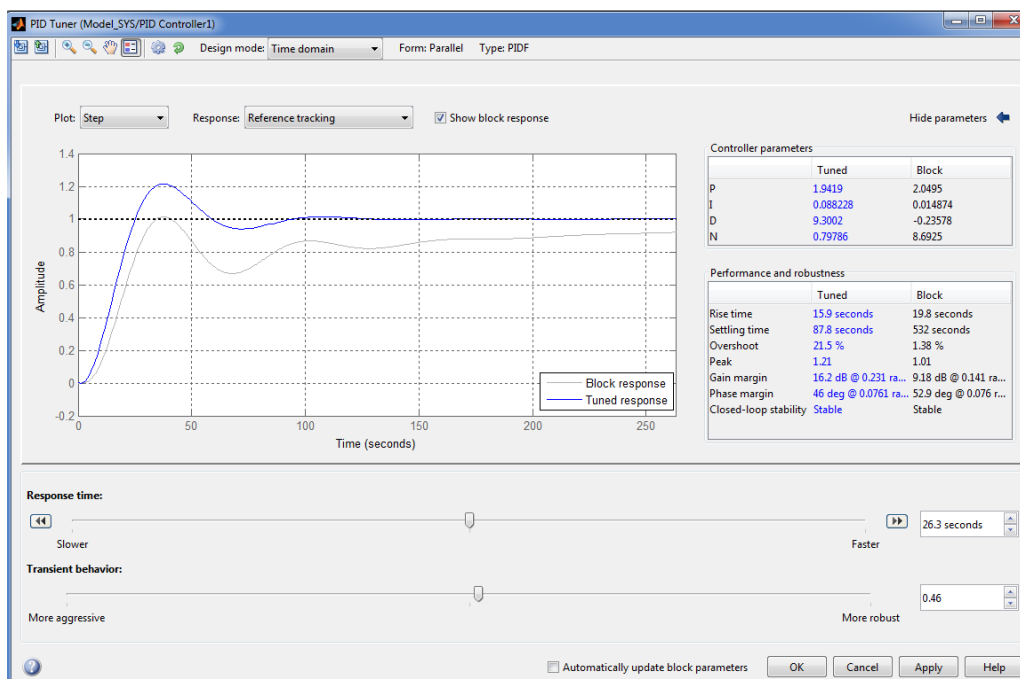 PID Tuner (Model_SYS/PID Controller1)
Design mode: Time domain Form: Parallel Type: PIDF
Plot: Step Response: Reference tracking Show block response Hide parameters
1.4
1.2
1
0.8
0.6
0.4
0.2
0
-0.2
Amplitude
0 50 100 150 200 250
Time (seconds)
Block response
Tuned response
Controller parameters
Tuned Block
P 1.9419 2.0495
I 0.088228 0.014874
D 9.3002 -0.23578
N 0.79786 8.6925
Performance and robustness
Tuned Block
Rise time 15.9 seconds 19.8 seconds
Settling time 87.8 seconds 532 seconds
Overshoot 21.5 % 1.38 %
Peak 1.21 1.01
Gain margin 16.2 dB @ 0.231 ra... 9.18 dB @ 0.141 ra...
Phase margin 46 deg @ 0.0761 ra... 52.9 deg @ 0.076 r...
Closed-loop stability Stable Stable
Response time:
26.3 seconds
Slower Faster
Transient behavior:
0.46
More aggressive More robust
Automatically update block parameters OK Cancel Apply Help